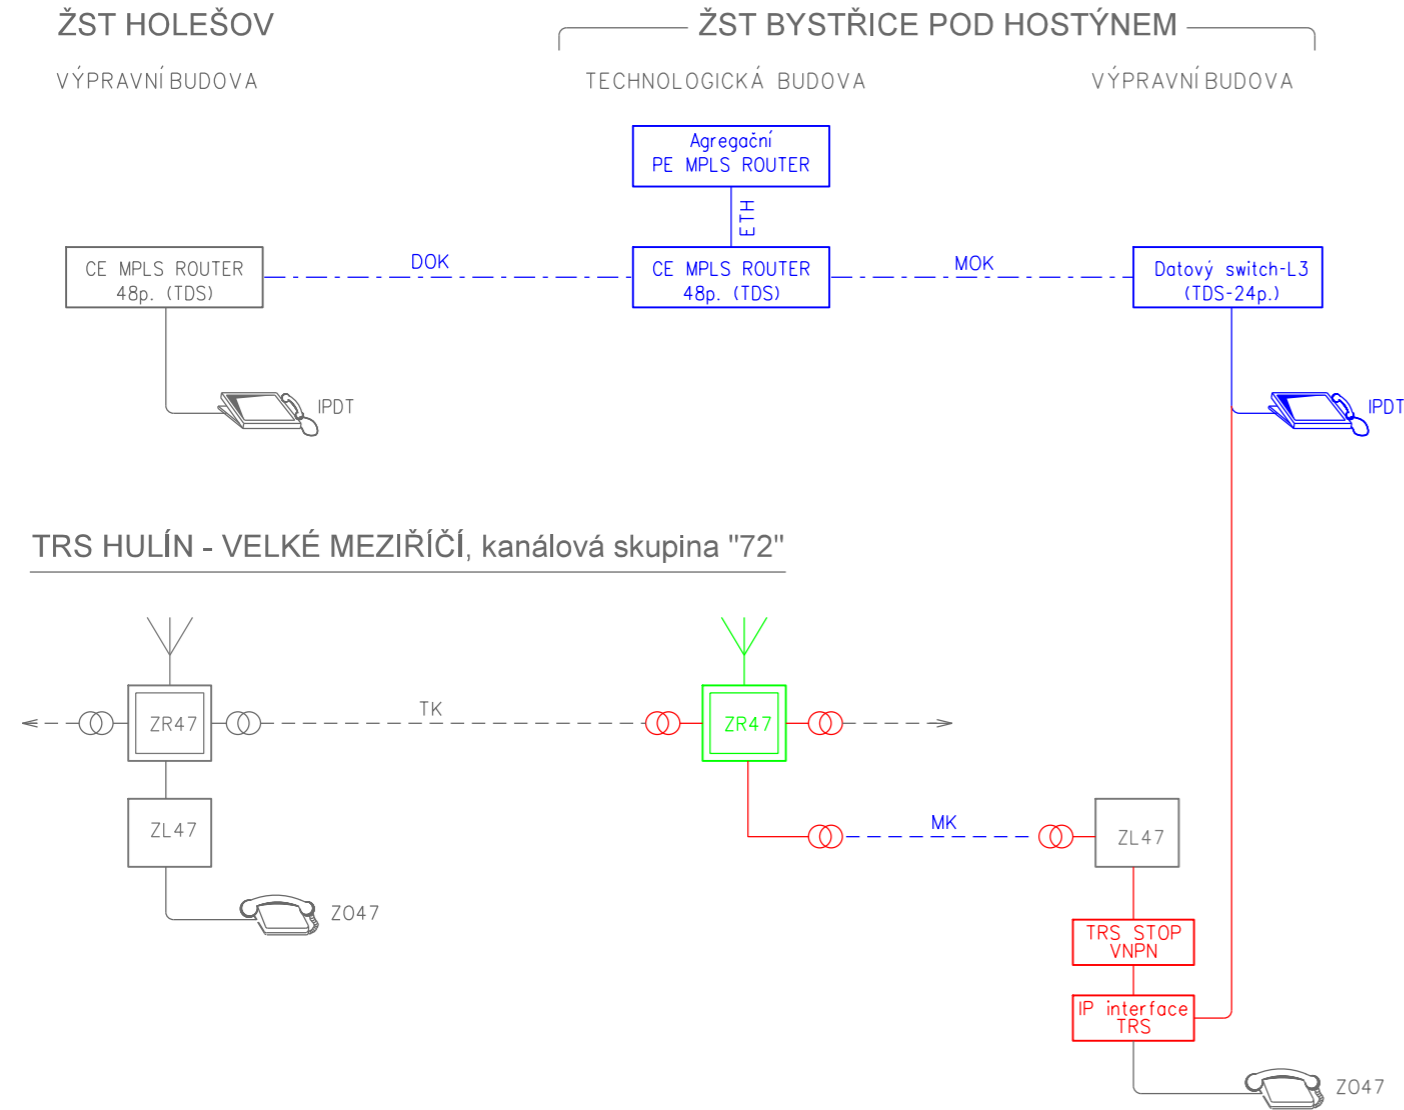 ŽST HOLEŠOV
ŽST BYSTŘICE POD HOSTÝNEM
VÝPRAVNÍ BUDOVA
TECHNOLOGICKÁ BUDOVA
VÝPRAVNÍ BUDOVA
Agregační
PE MPLS ROUTER
ETH
CE MPLS ROUTER
48p. (TDS)
DOK
CE MPLS ROUTER
48p. (TDS)
MOK
Datový switch-L3
(TDS-24p.)
IPDT
IPDT
TRS HULÍN - VELKÉ MEZIŘÍČÍ, kanálová skupina "72"
ZR47
TK
ZR47
ZL47
MK
ZL47
ZO47
TRS STOP
VNPN
IP interface
TRS
ZO47